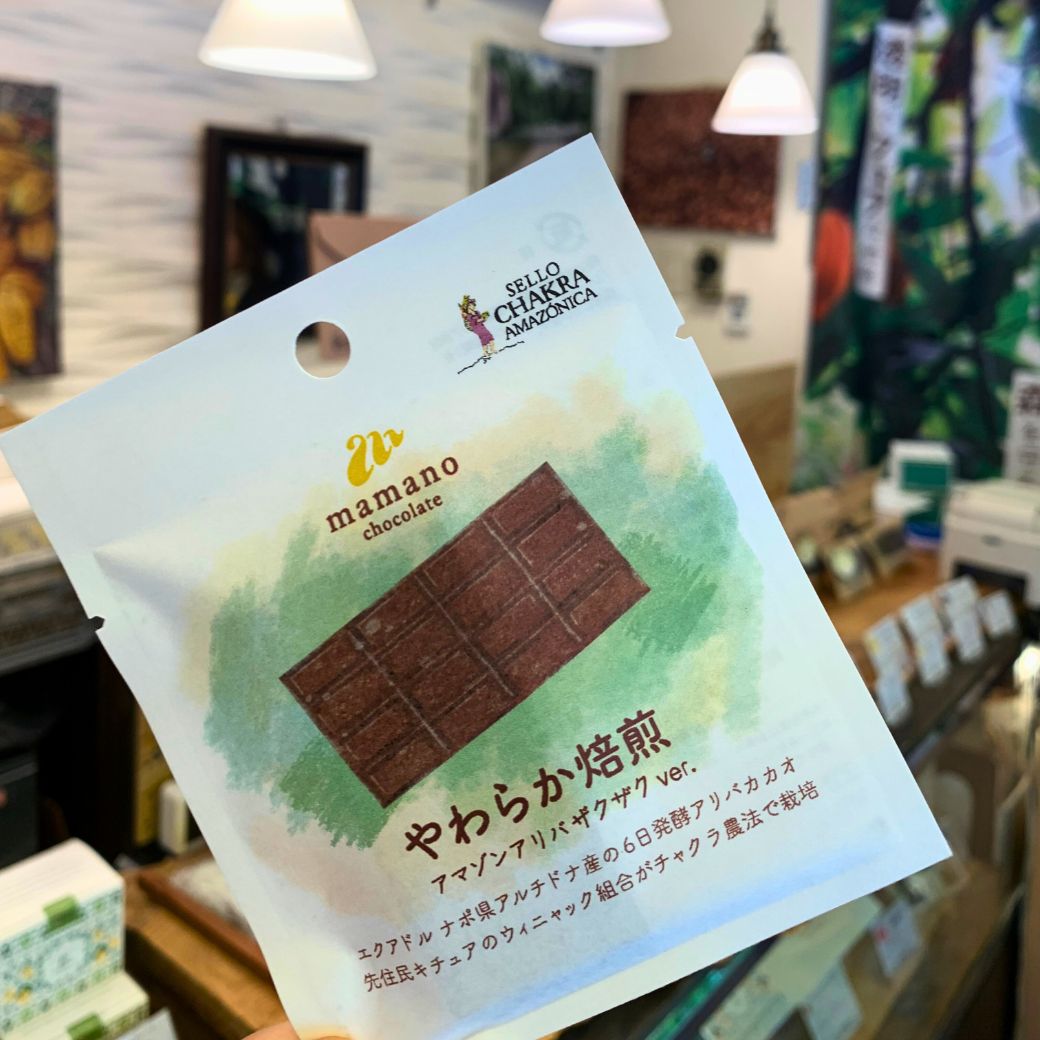 SELLO
CHAKRA
AMAZÓNICA
mamano
chocolate
やわらか焙煎
アマゾンアリバザクザク ver.
エクアドル ナポ県アルチドナ産の6日発酵アリバカカオ
先住民キチュアのウィニャック組合がチャクラ農法で栽培